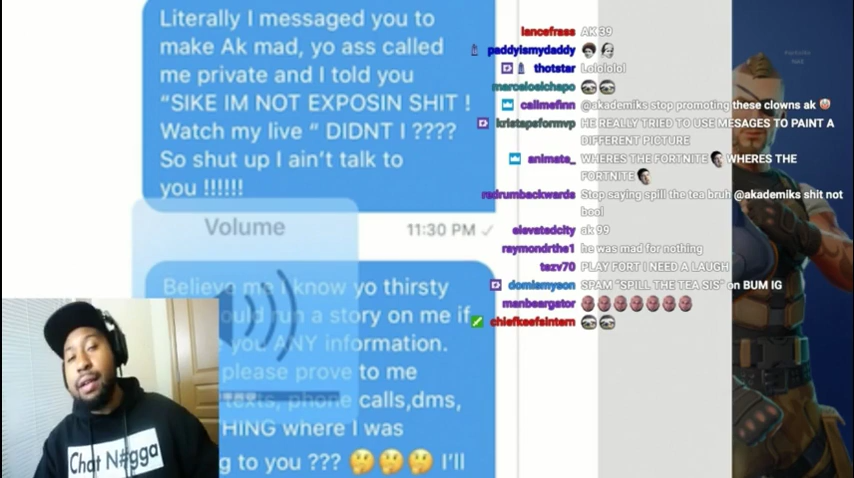 Literally I messaged you to
make Ak mad, yo ass called
me private and I told you
“SIKE IM NOT EXPOSIN SHIT !
Watch my live “ DIDNT I ????
So shut up I ain’t talk to
you !!!!!!
Volume
11:30 PM
Believe me I know yo thirsty
run a story on me if
you ANY information.
please prove to me
texts, phone calls,dms,
THING where I was
g to you ??? 🤔🤔🤔 I’ll
Chat N#gga
lancefrass AK 39
paddyismydaddy
thotstar Lolololol
marcoloelchapo
callmefinn @akademiks stop promoting these clowns ak
kristapsformvp HE REALLY TRIED TO USE MESAGES TO PAINT A
DIFFERENT PICTURE
animate_ WHERES THE FORTNITE WHERES THE
FORTNITE
redrumbackwards Stop saying spill the tea bruh @akademiks shit not
bool
elevatedcity ak 99
raymondrthe1 he was mad for nothing
tazv70 PLAY FORT I NEED A LAUGH
domiamyson SPAM "SPILL THE TEA SIS" on BUM IG
manbeargator
chiefkeefsintern